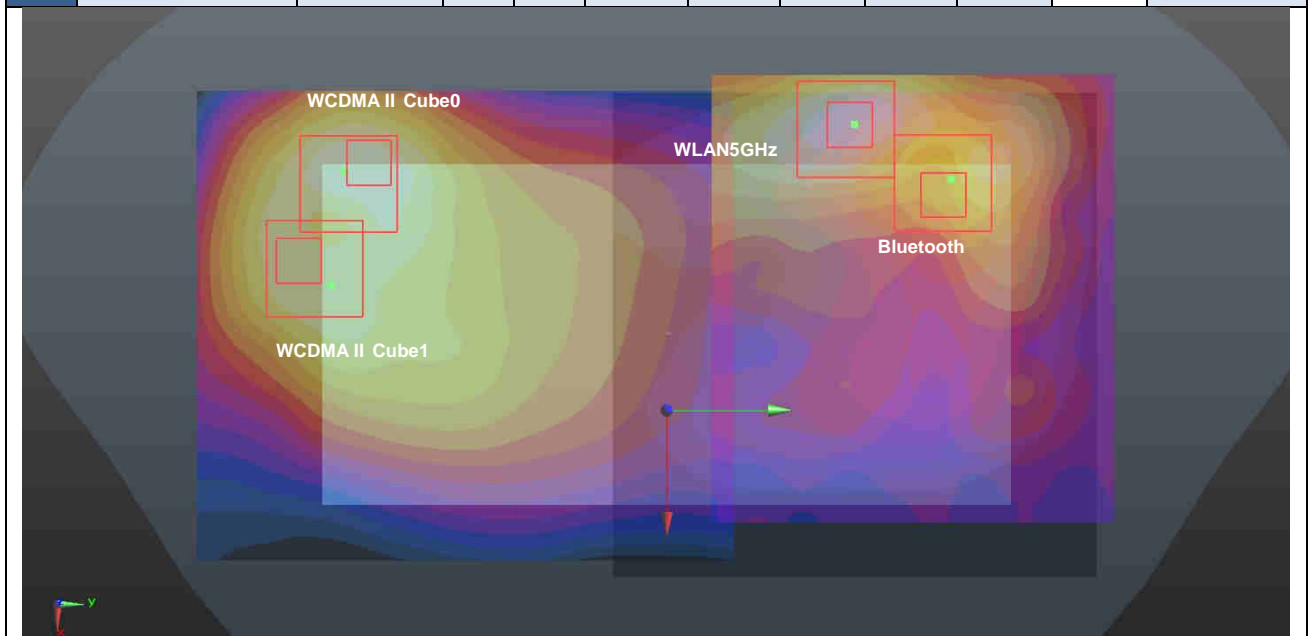 WCDMA II Cube0
WLAN5GHz
Bluetooth
WCDMA II Cube1
y
x